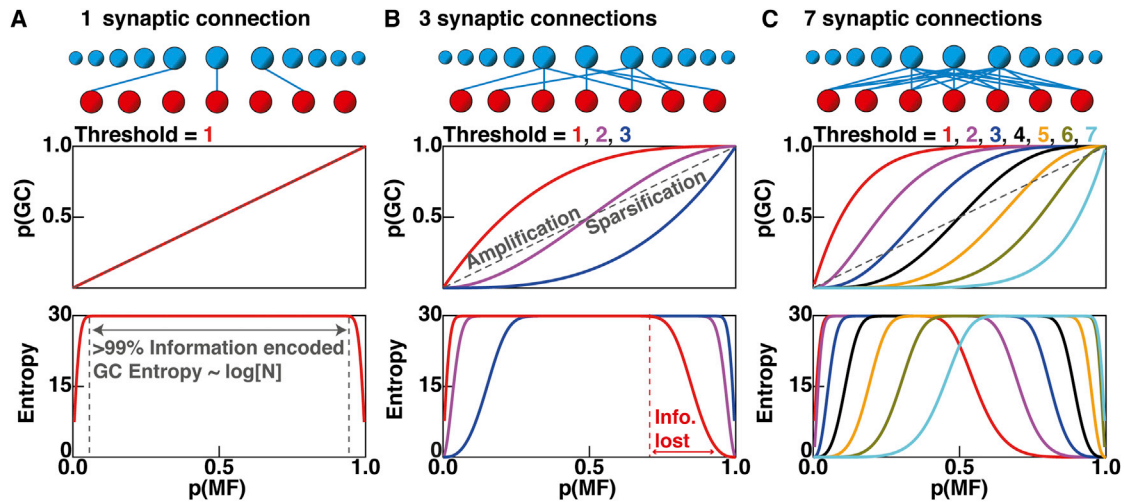 A 1 synaptic connection
Threshold = 1
1.0
0.5
p(GC)
30
15
0
Entropy
>99% Information encoded
GC Entropy ~ log[N]
0.0 0.5 1.0
p(MF)
B 3 synaptic connections
Threshold = 1, 2, 3
1.0
0.5
p(GC)
Amplification
Sparsification
30
15
0
Entropy
Info.
lost
0.0 0.5 1.0
p(MF)
C 7 synaptic connections
Threshold = 1, 2, 3, 4, 5, 6, 7
1.0
0.5
p(GC)
30
15
0
Entropy
0.0 0.5 1.0
p(MF)